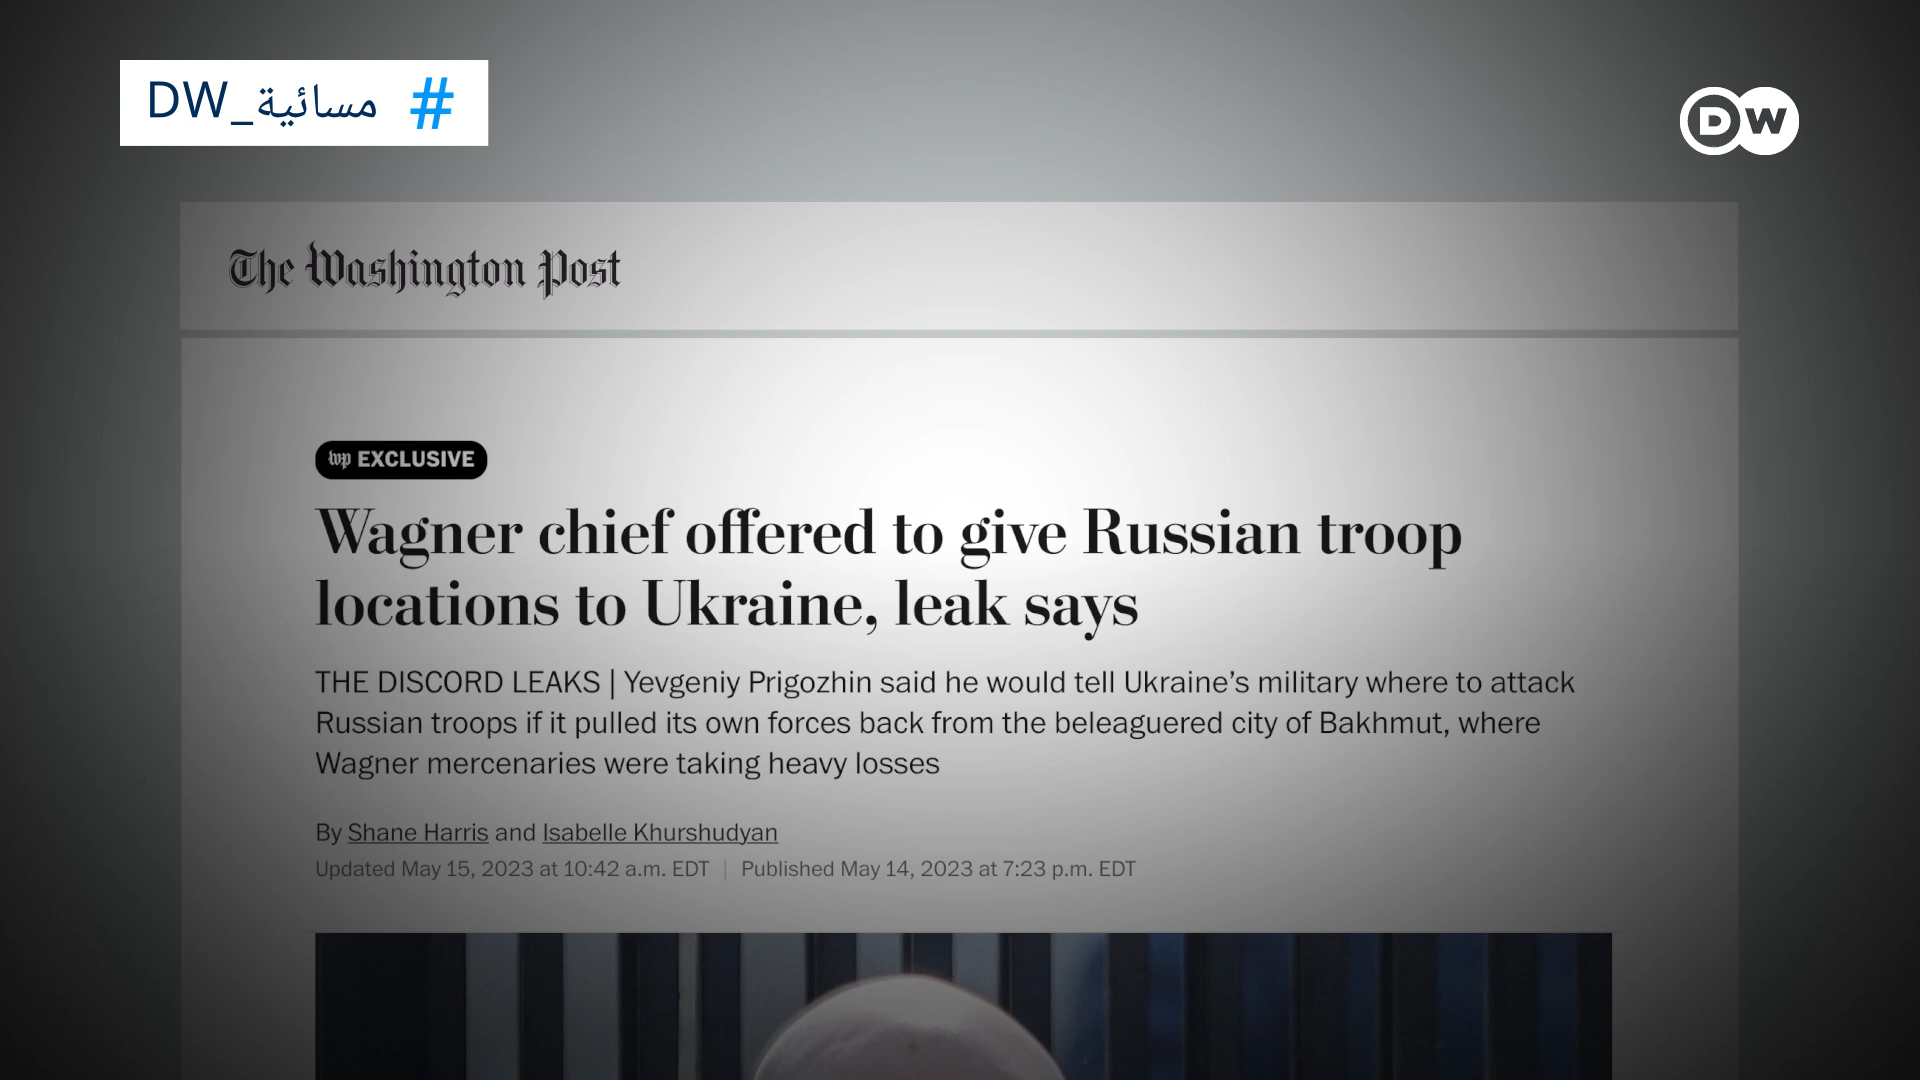 # مسائية_DW
DW
The Washington Post
wp EXCLUSIVE
Wagner chief offered to give Russian troop
locations to Ukraine, leak says
THE DISCORD LEAKS | Yevgeniy Prigozhin said he would tell Ukraine’s military where to attack
Russian troops if it pulled its own forces back from the beleaguered city of Bakhmut, where
Wagner mercenaries were taking heavy losses
By Shane Harris and Isabelle Khurshudyan
Updated May 15, 2023 at 10:42 a.m. EDT | Published May 14, 2023 at 7:23 p.m. EDT